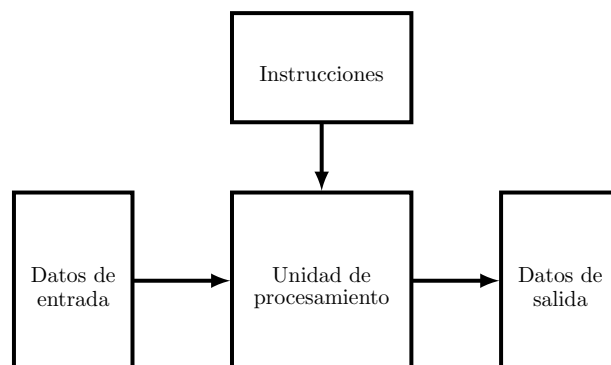 Instrucciones
Datos de
entrada
Unidad de
procesamiento
Datos de
salida